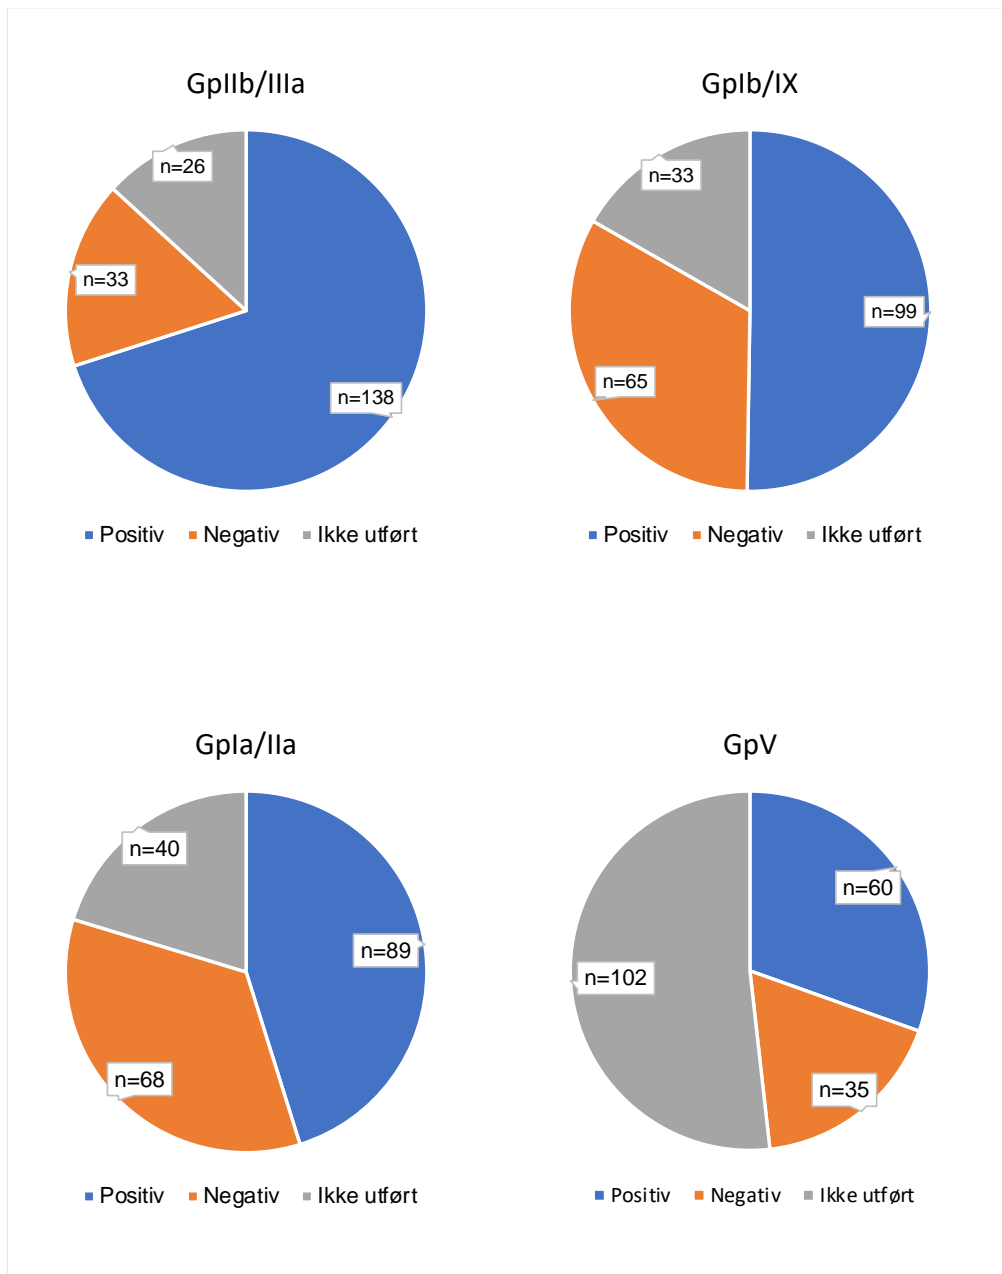 GpIIb/IIIa
n=26
n=33
n=138
Positiv Negativ Ikke utført
GpIb/IX
n=33
n=99
n=65
Positiv Negativ Ikke utført
GpIa/IIa
n=40
n=89
n=68
Positiv Negativ Ikke utført
GpV
n=60
n=102
n=35
Positiv Negativ Ikke utført